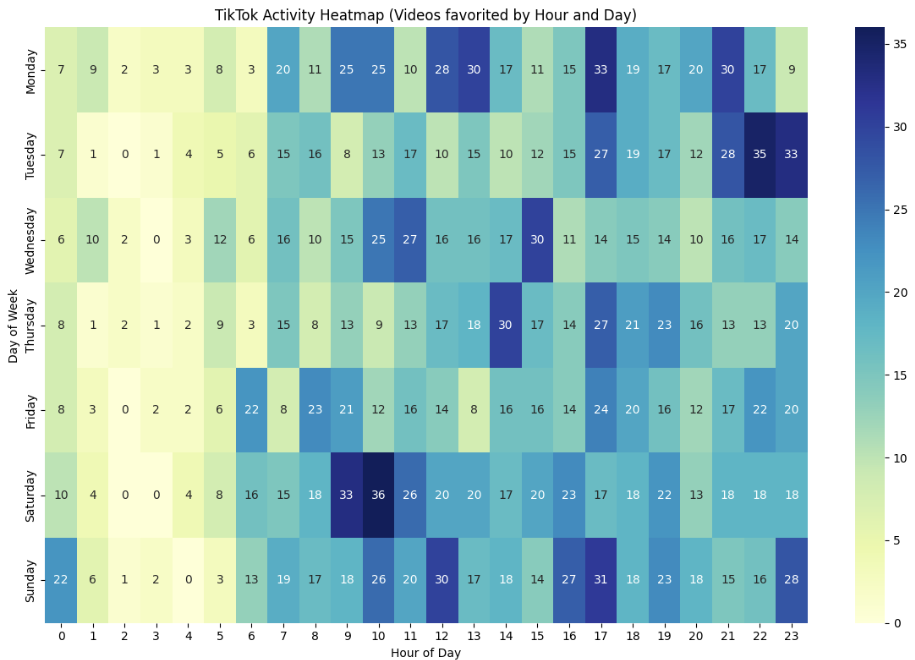 TikTok Activity Heatmap (Videos favorited by Hour and Day)
Monday 7 9 2 3 3 8 3 20 11 25 25 10 28 30 17 11 15 33 19 17 20 30 17 9
Tuesday 7 1 0 1 4 5 6 15 16 8 13 17 10 15 10 12 15 27 19 17 12 28 35 33
Wednesday 6 10 2 0 3 12 6 16 10 15 25 27 16 16 17 30 11 14 15 14 10 16 17 14
Day of Week
Thursday 8 1 2 1 2 9 3 15 8 13 9 13 17 18 30 17 14 27 21 23 16 13 13 20
Friday 8 3 0 2 2 6 22 8 23 21 12 16 14 8 16 16 14 24 20 16 12 17 22 20
Saturday 10 4 0 0 4 8 16 15 18 33 36 26 20 20 17 20 23 17 18 22 13 18 18 18
Sunday 22 6 1 2 0 3 13 19 17 18 26 20 30 17 18 14 27 31 18 23 18 15 16 28
0 1 2 3 4 5 6 7 8 9 10 11 12 13 14 15 16 17 18 19 20 21 22 23
Hour of Day
35
30
25
20
15
10
5
0